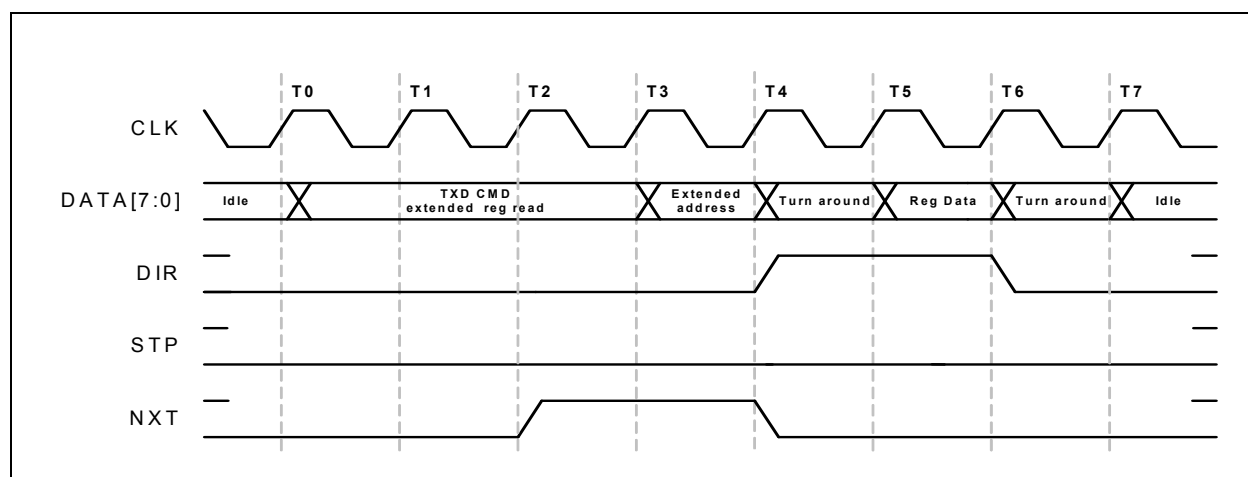 T0 T1 T2 T3 T4 T5 T6 T7
CLK
DATA[7:0] Idle TXD CMD extended reg read Extended address Turn around Reg Data Turn around Idle
DIR
STP
NXT